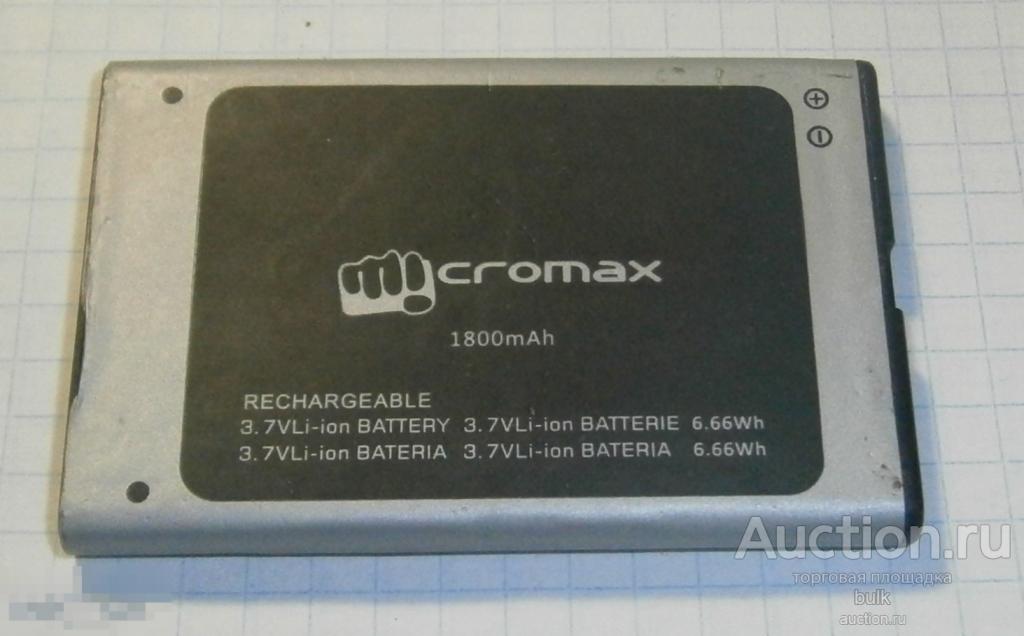 micromax
1800mAh
RECHARGEABLE
3.7VLi-ion BATTERY 3.7VLi-ion BATTERIE 6.66Wh
3.7VLi-ion BATERIA 3.7VLi-ion BATERIA 6.66Wh
Auction.ru
торговая площадка
bulk
auction.ru